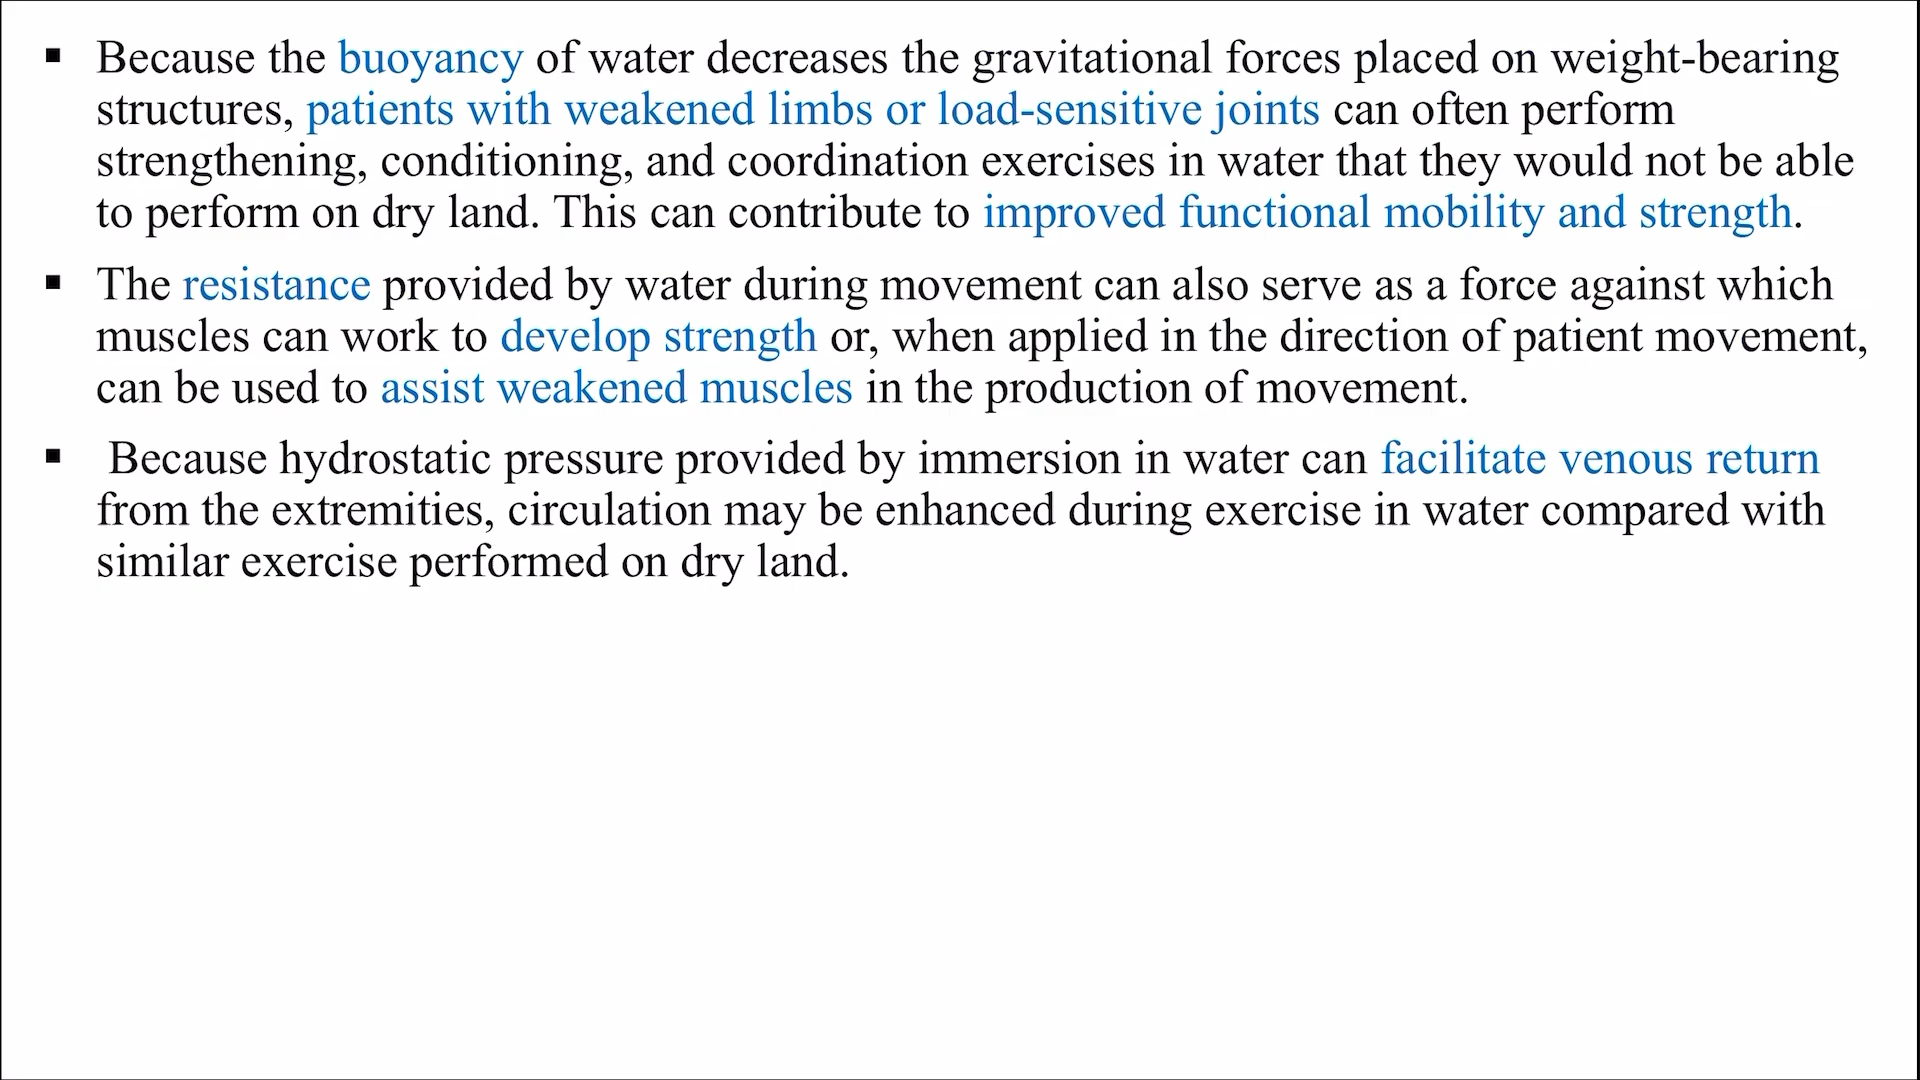 ▪ Because the buoyancy of water decreases the gravitational forces placed on weight-bearing
structures, patients with weakened limbs or load-sensitive joints can often perform
strengthening, conditioning, and coordination exercises in water that they would not be able
to perform on dry land. This can contribute to improved functional mobility and strength.
▪ The resistance provided by water during movement can also serve as a force against which
muscles can work to develop strength or, when applied in the direction of patient movement,
can be used to assist weakened muscles in the production of movement.
▪ Because hydrostatic pressure provided by immersion in water can facilitate venous return
from the extremities, circulation may be enhanced during exercise in water compared with
similar exercise performed on dry land.